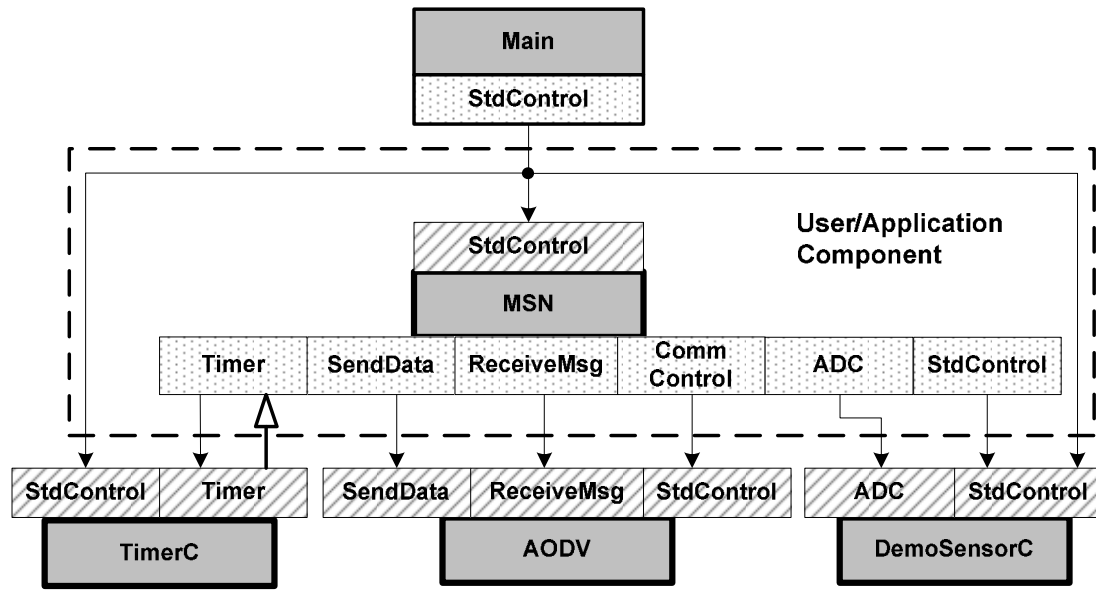 Main
StdControl
User/Application
Component
StdControl
MSN
Timer
SendData
ReceiveMsg
Comm
Control
ADC
StdControl
StdControl
Timer
SendData
ReceiveMsg
StdControl
ADC
StdControl
TimerC
AODV
DemoSensorC